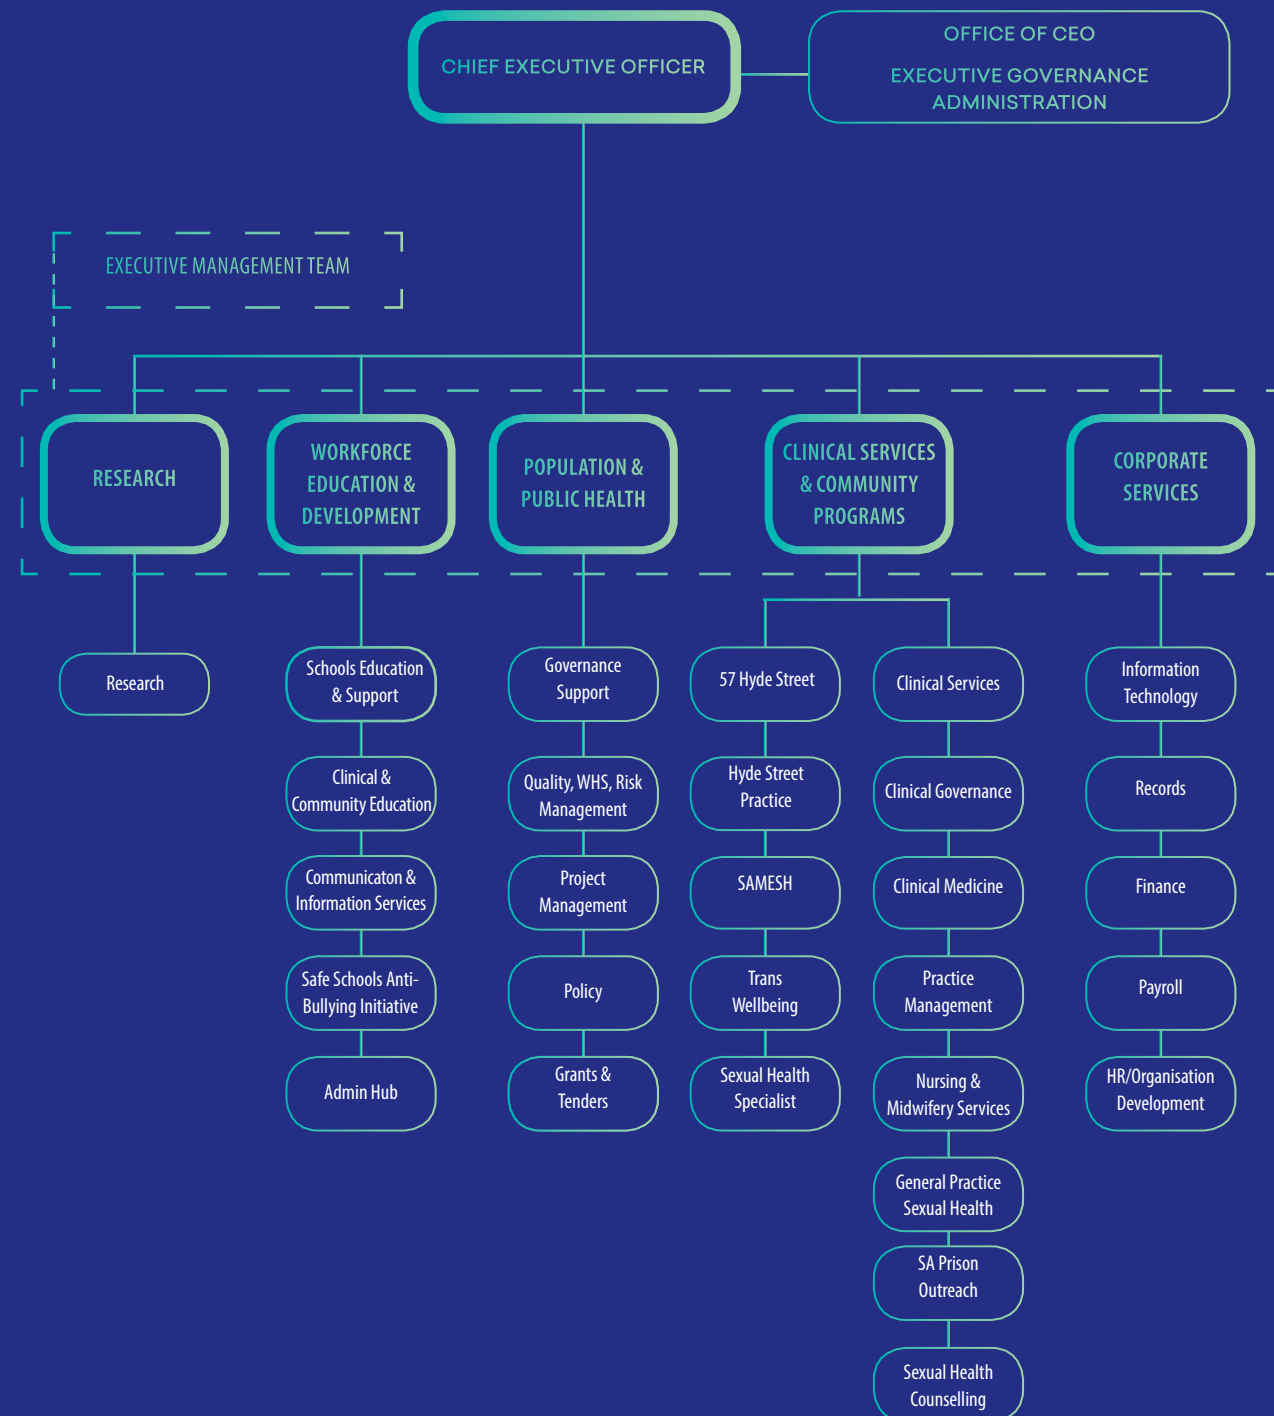 CHIEF EXECUTIVE OFFICER
OFFICE OF CEO
EXECUTIVE GOVERNANCE
ADMINISTRATION
EXECUTIVE MANAGEMENT TEAM
RESEARCH
WORKFORCE
EDUCATION &
DEVELOPMENT
POPULATION &
PUBLIC HEALTH
CLINICAL SERVICES
& COMMUNITY
PROGRAMS
CORPORATE
SERVICES
Research
Schools Education
& Support
Clinical &
Community Education
Communicaton &
Information Services
Safe Schools Anti-
Bullying Initiative
Admin Hub
Governance
Support
Quality, WHS, Risk
Management
Project
Management
Policy
Grants &
Tenders
57 Hyde Street
Hyde Street
Practice
SAMESH
Trans
Wellbeing
Sexual Health
Specialist
Clinical Services
Clinical Governance
Clinical Medicine
Practice
Management
Nursing &
Midwifery Services
General Practice
Sexual Health
SA Prison
Outreach
Sexual Health
Counselling
Information
Technology
Records
Finance
Payroll
HR/Organisation
Development